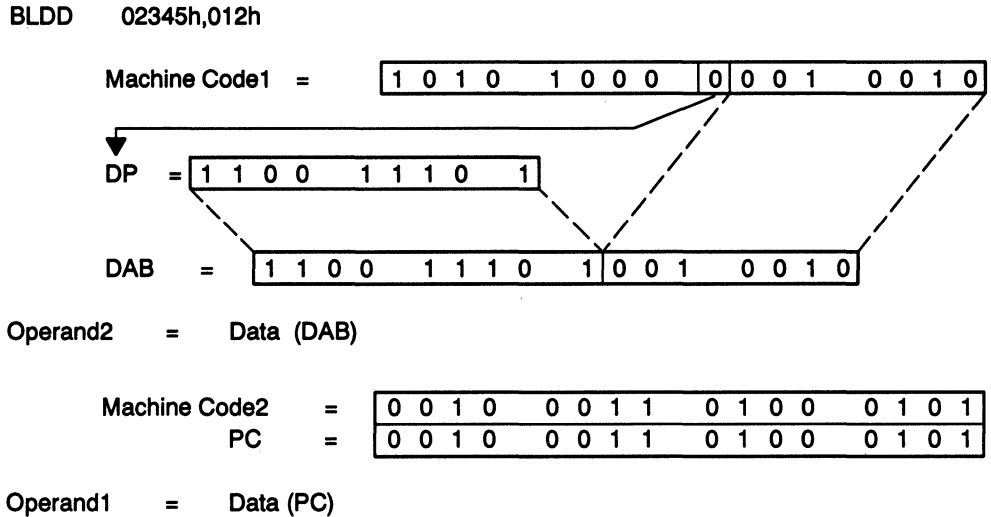 BLDD 02345h,012h
Machine Code1 = 1 0 1 0 1 0 0 0 0 0 0 1 0 0 1 0
DP = 1 1 0 0 1 1 1 0 1
DAB = 1 1 0 0 1 1 1 0 1 0 0 1 0 0 1 0
Operand2 = Data (DAB)
Machine Code2 = 0 0 1 0 0 0 1 1 0 1 0 0 0 1 0 1
PC = 0 0 1 0 0 0 1 1 0 1 0 0 0 1 0 1
Operand1 = Data (PC)